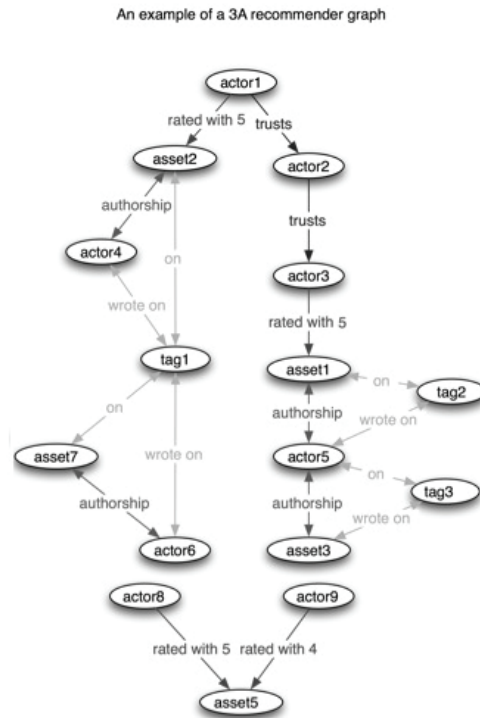 An example of a 3A recommender graph
actor1
rated with 5
trusts
asset2
actor2
authorship
trusts
actor4
on
actor3
wrote on
rated with 5
tag1
asset1
on
tag2
on
authorship
wrote on
asset7
wrote on
actor5
on
tag3
authorship
authorship
wrote on
actor6
asset3
actor8
actor9
rated with 5
rated with 4
asset5